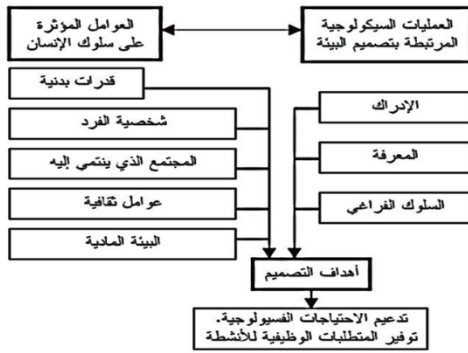 العمليات السيكولوجية
المرتبطة بتصميم البيئة
العوامل المؤثرة
على سلوك الإنسان
الإدراك
المعرفة
السلوك الفراغي
قدرات بدنية
شخصية الفرد
المجتمع الذي ينتمي إليه
عوامل ثقافية
البيئة المادية
أهداف التصميم
تدعيم الاحتياجات الفسيولوجية.
توفير المتطلبات الوظيفية للأنشطة